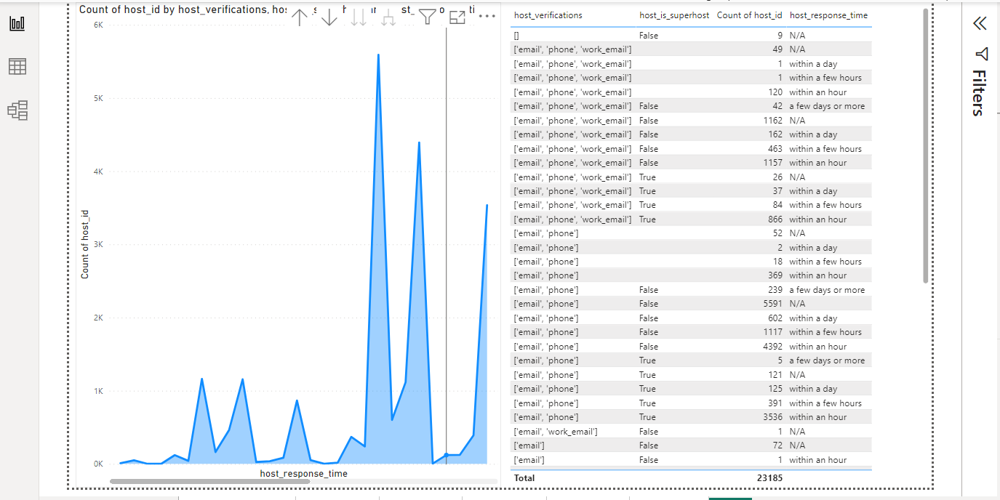 Count of host_id by host_verifications,
6K
5K
4K
3K
2K
1K
0K
Count of host_id
host_response_time
host_verifications host_is_superhost Count of host_id host_response_time
[] False 9 N/A
['email', 'phone', 'work_email'] 49 N/A
['email', 'phone', 'work_email'] 1 within a day
['email', 'phone', 'work_email'] 1 within a few hours
['email', 'phone', 'work_email'] 120 within an hour
['email', 'phone', 'work_email'] False 42 a few days or more
['email', 'phone', 'work_email'] False 1162 N/A
['email', 'phone', 'work_email'] False 162 within a day
['email', 'phone', 'work_email'] False 463 within a few hours
['email', 'phone', 'work_email'] False 1157 within an hour
['email', 'phone', 'work_email'] True 26 N/A
['email', 'phone', 'work_email'] True 37 within a day
['email', 'phone', 'work_email'] True 84 within a few hours
['email', 'phone', 'work_email'] True 866 within an hour
['email', 'phone'] 52 N/A
['email', 'phone'] 2 within a day
['email', 'phone'] 18 within a few hours
['email', 'phone'] 369 within an hour
['email', 'phone'] False 239 a few days or more
['email', 'phone'] False 5591 N/A
['email', 'phone'] False 602 within a day
['email', 'phone'] False 1117 within a few hours
['email', 'phone'] False 4392 within an hour
['email', 'phone'] True 5 a few days or more
['email', 'phone'] True 121 N/A
['email', 'phone'] True 125 within a day
['email', 'phone'] True 391 within a few hours
['email', 'phone'] True 3536 within an hour
['email', 'work_email'] False 1 N/A
['email'] False 72 N/A
['email'] False 1 within an hour
Total 23185
Filters